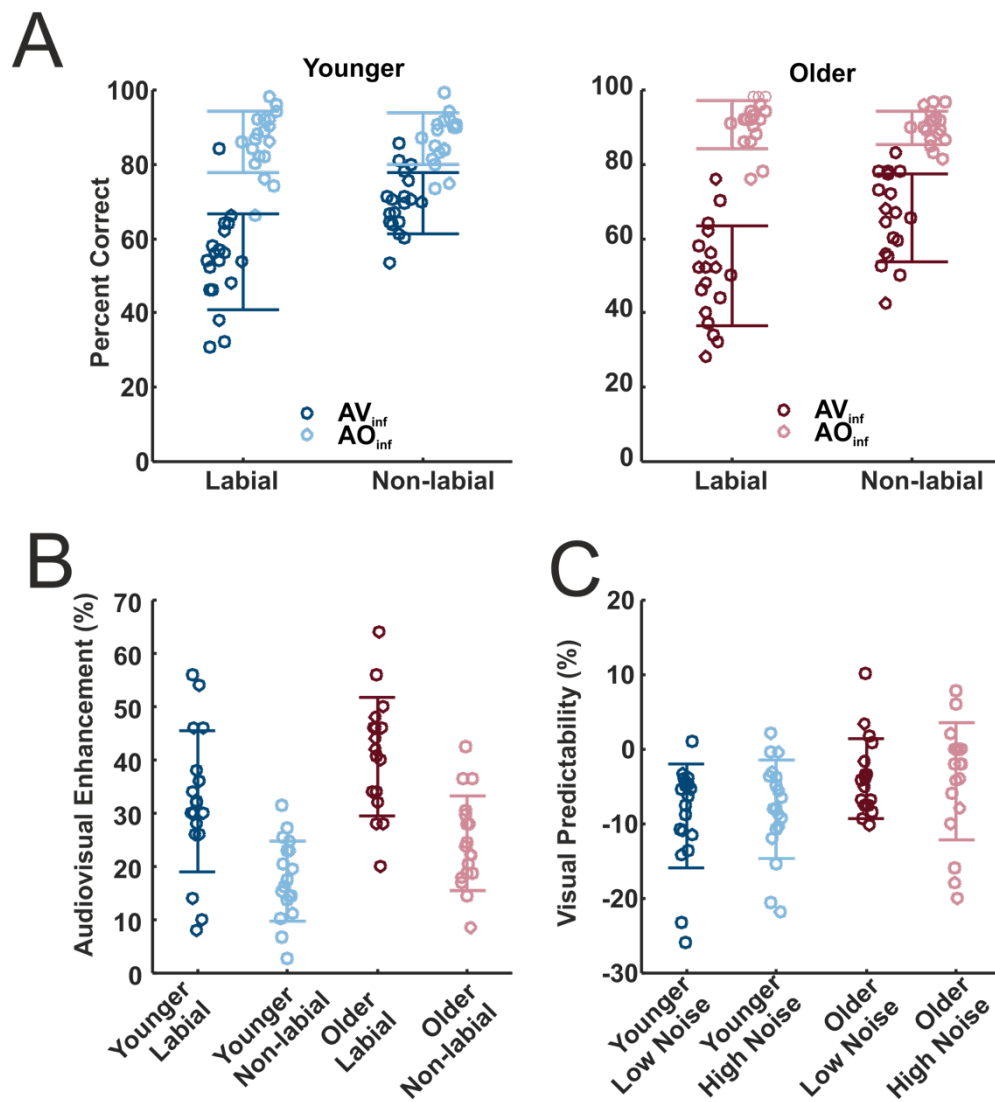 A
Younger
Older
Percent Correct
100
80
60
40
20
0
100
80
60
40
20
0
AVinf
AOinf
AVinf
AOinf
Labial
Non-labial
Labial
Non-labial
B
C
Audiovisual Enhancement (%)
70
60
50
40
30
20
10
0
Younger
Labial
Younger
Non-labial
Older
Labial
Older
Non-labial
Visual Predictability (%)
20
10
0
-10
-20
-30
Younger
Low Noise
Younger
High Noise
Older
Low Noise
Older
High Noise